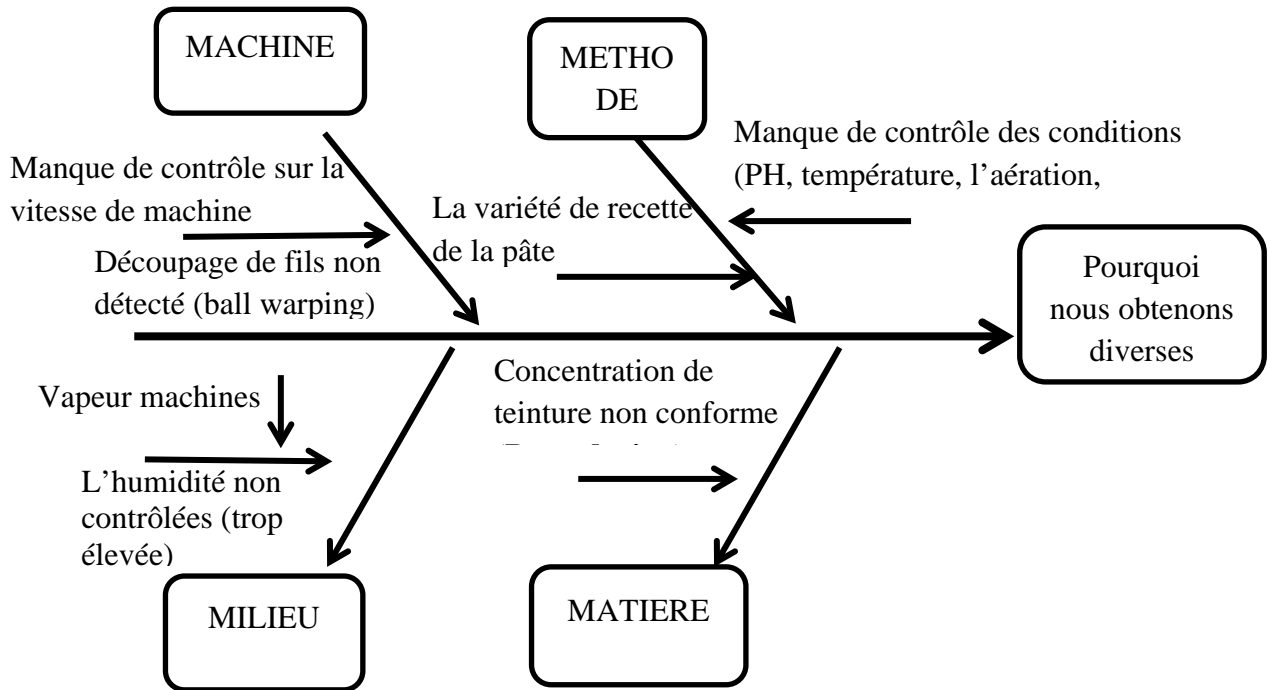 MACHINE
METHO
DE
Manque de contrôle des conditions
(PH, température, l’aération,
Manque de contrôle sur la
vitesse de machine
La variété de recette
de la pâte
Découpage de fils non
détecté (ball warping)
Pourquoi
nous obtenons
diverses
Concentration de
teinture non conforme
Vapeur machines
L’humidité non
contrôlées (trop
élevée)
MILIEU
MATIERE